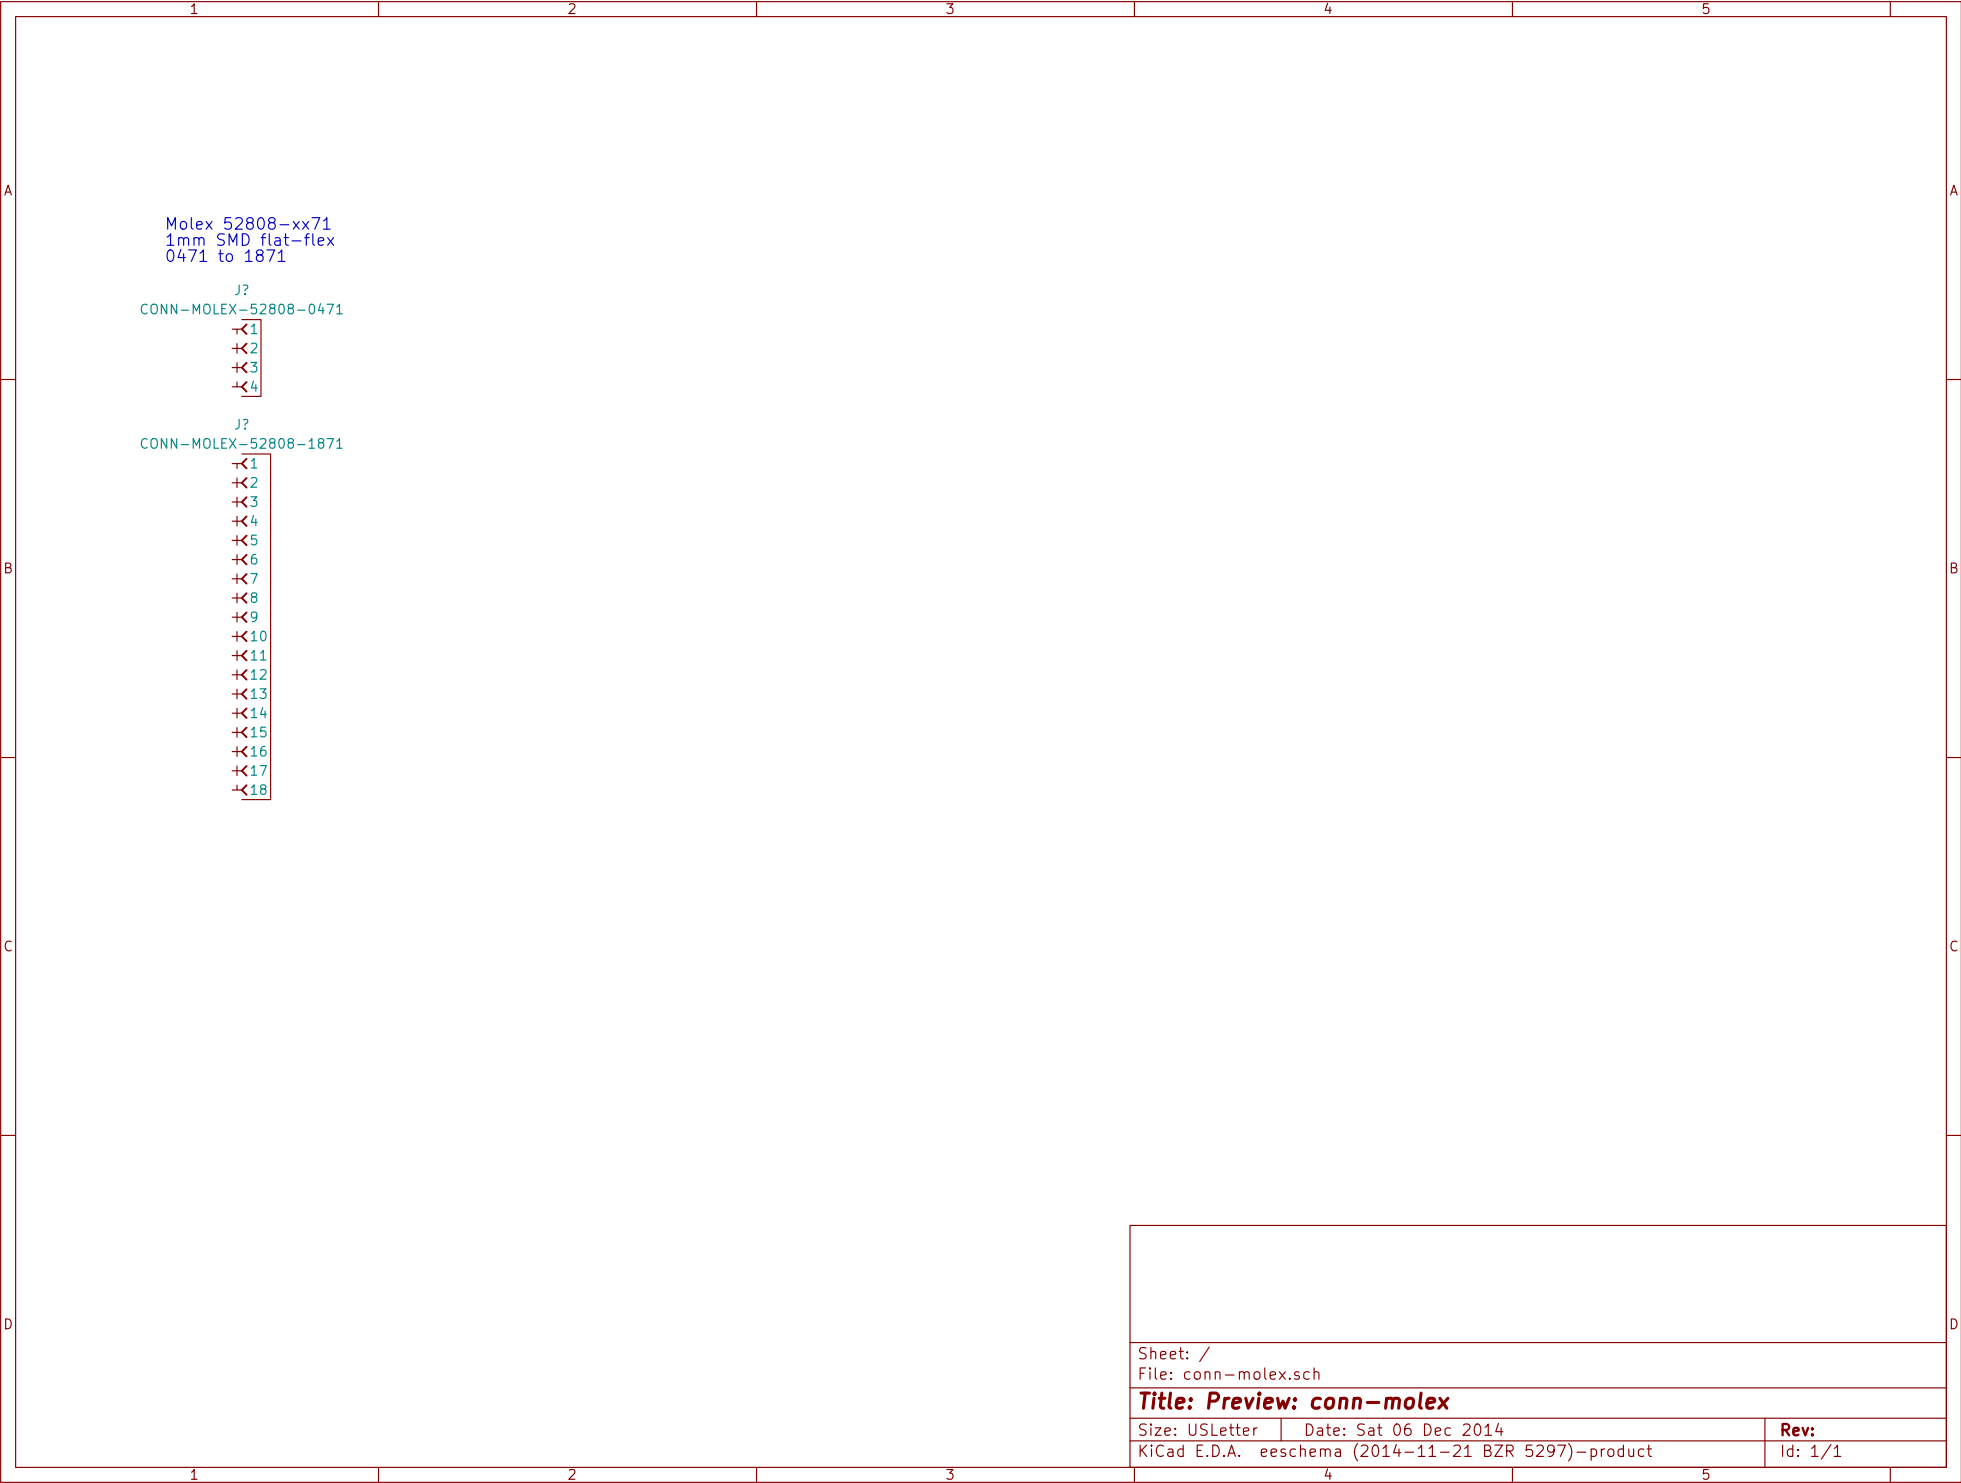 1 2 3 4 5
A A
Molex 52808-xx71
1mm SMD flat-flex
0471 to 1871
J?
CONN-MOLEX-52808-0471
1
2
3
4
J?
CONN-MOLEX-52808-1871
1
2
3
4
5
B B
6
7
8
9
10
11
12
13
14
15
16
17
18
C C
D D
Sheet: /
File: conn-molex.sch
Title: Preview: conn-molex
Size: USLetter Date: Sat 06 Dec 2014 Rev:
KiCad E.D.A. eeschema (2014-11-21 BZR 5297)-product Id: 1/1
1 2 3 4 5